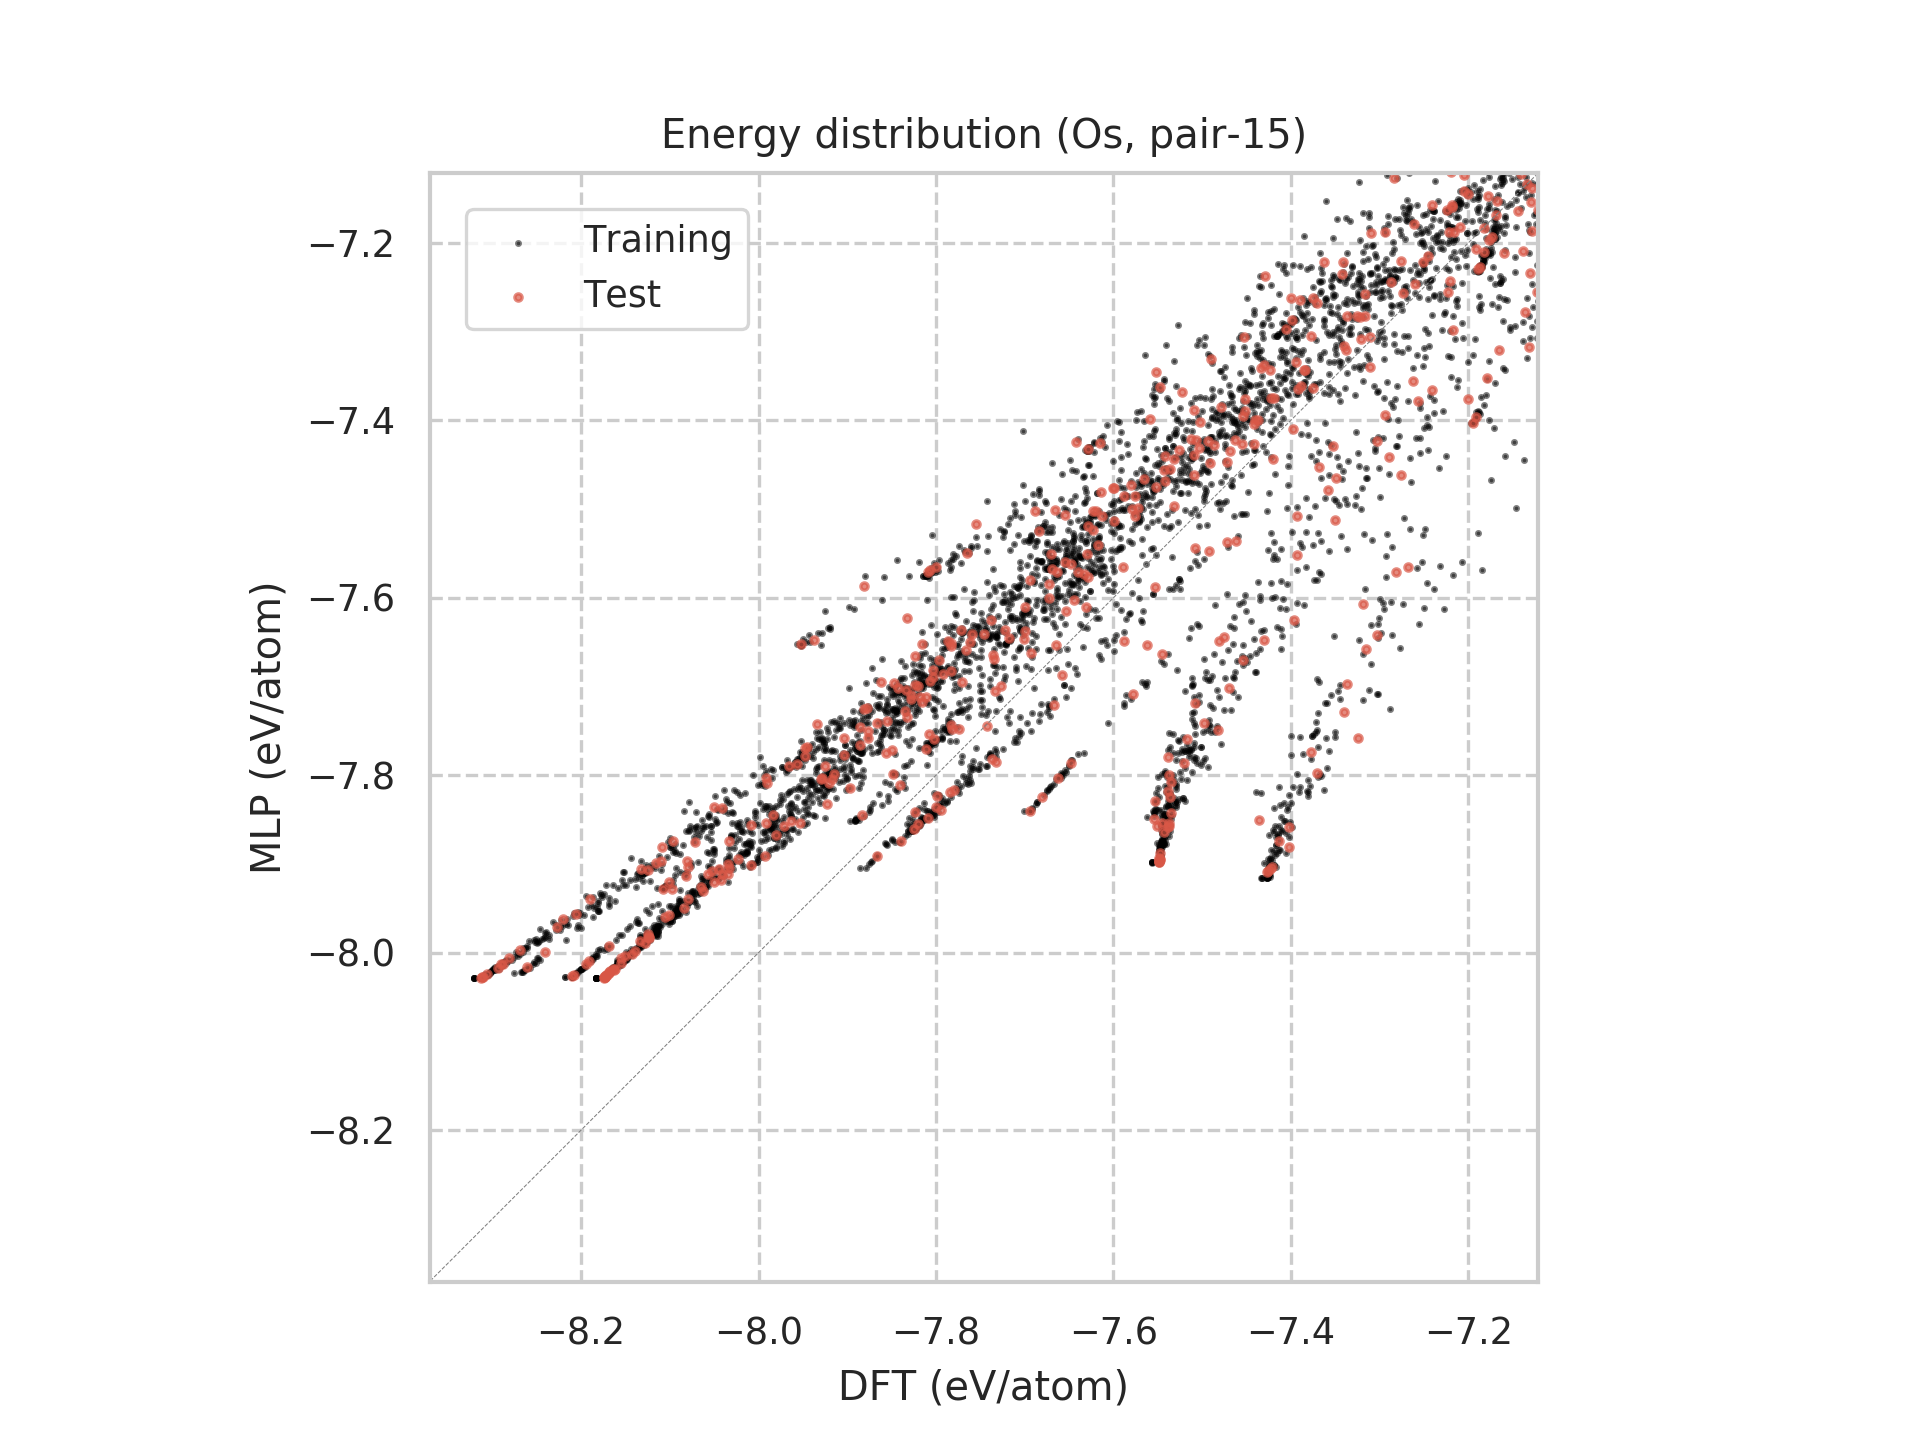 Energy distribution (Os, pair-15)
Training
Test
−7.2
−7.4
−7.6
−7.8
−8.0
−8.2
MLP (eV/atom)
−8.2
−8.0
−7.8
−7.6
−7.4
−7.2
DFT (eV/atom)